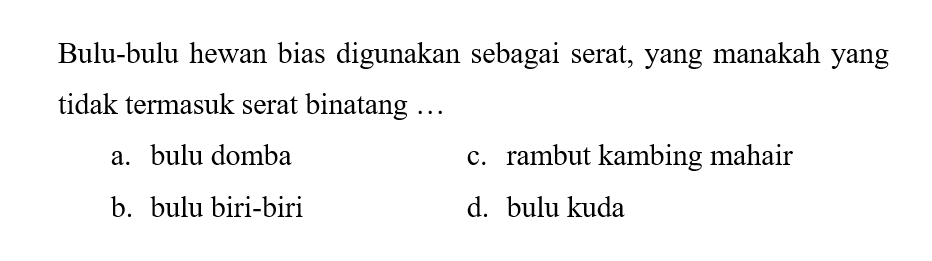 Bulu-bulu hewan bias digunakan sebagai serat, yang manakah yang
tidak termasuk serat binatang …
a. bulu domba
c. rambut kambing mahair
b. bulu biri-biri
d. bulu kuda